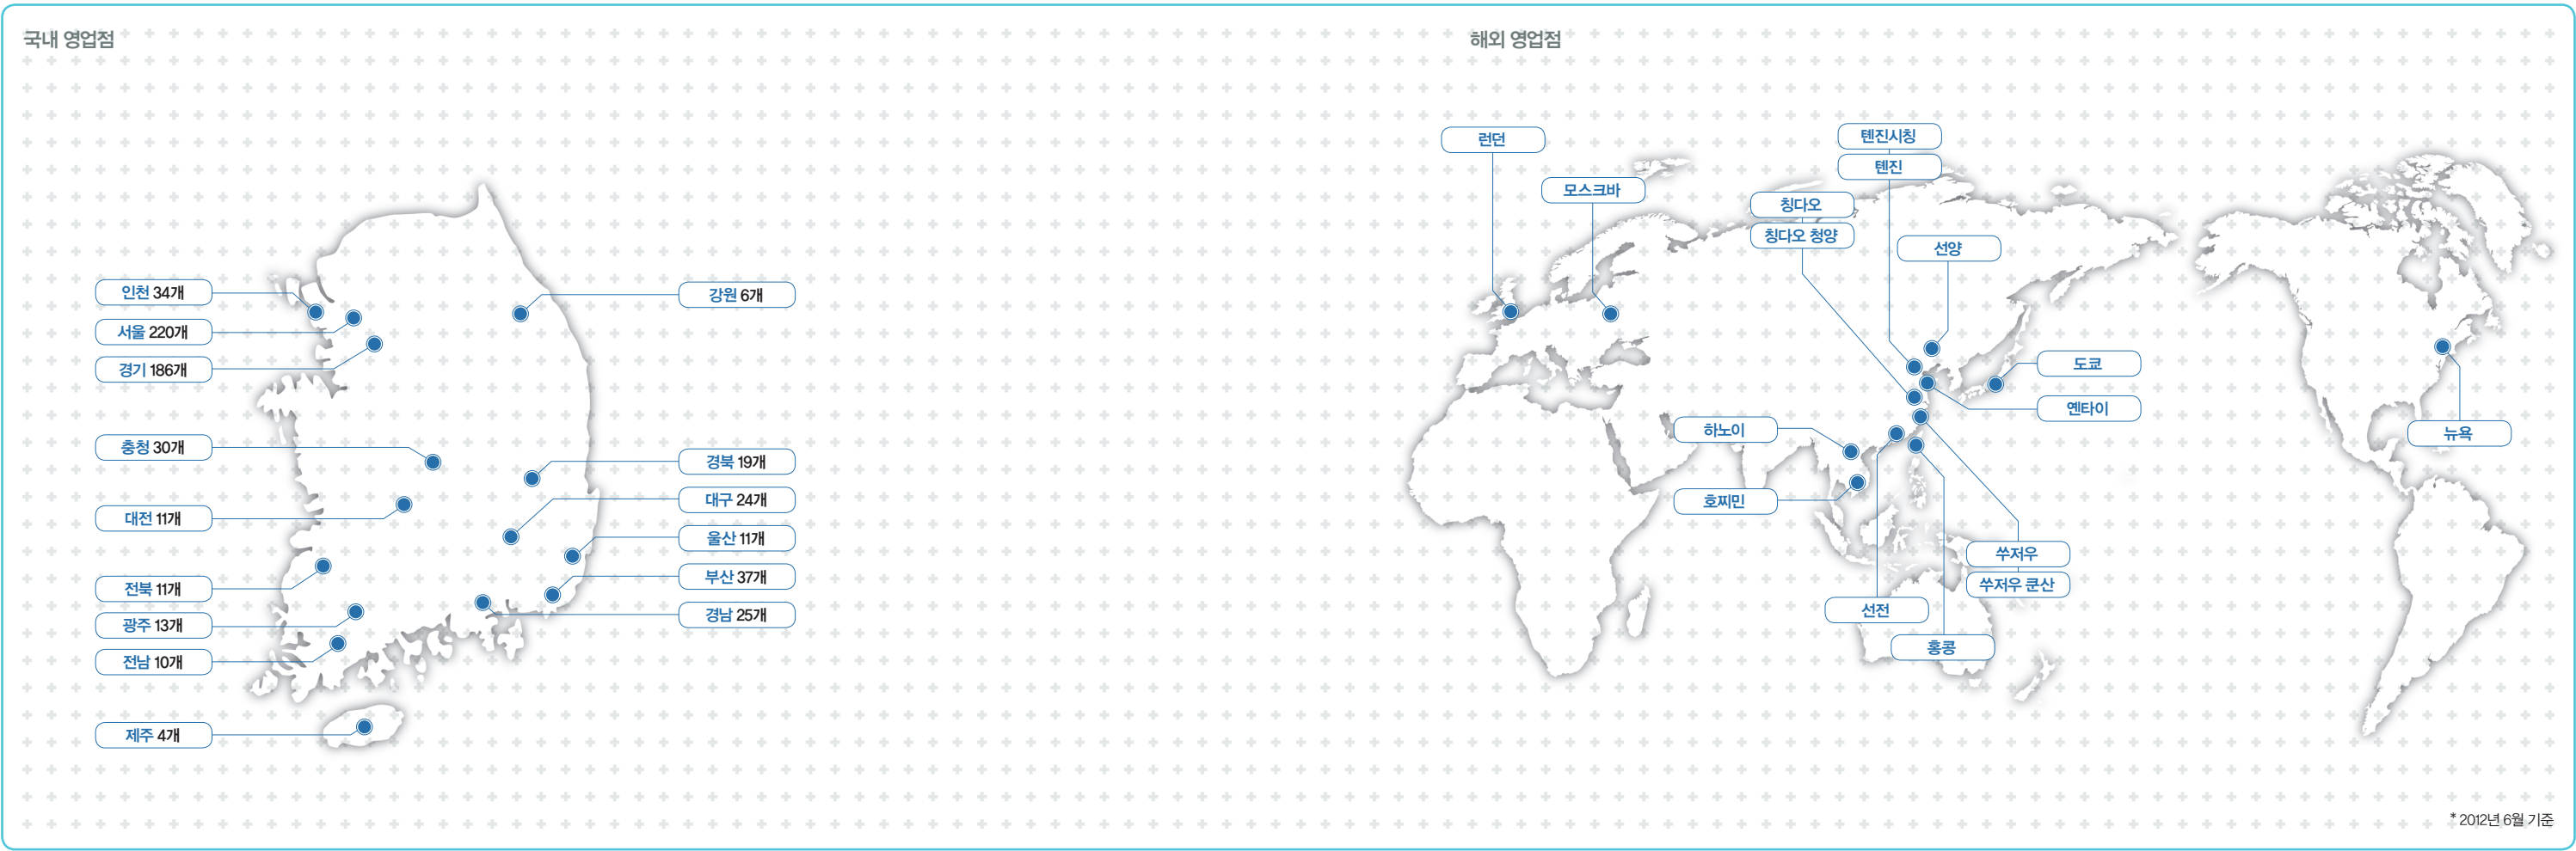 국내 영업점
인천 34개
서울 220개
경기 186개
충청 30개
대전 11개
전북 11개
광주 13개
전남 10개
제주 4개
강원 6개
경북 19개
대구 24개
울산 11개
부산 37개
경남 25개
해외 영업점
런던
모스크바
텐진시칭
텐진
칭다오
칭다오 청양
선양
도쿄
옌타이
하노이
호찌민
쑤저우
쑤저우 쿤산
선전
홍콩
뉴욕
* 2012년 6월 기준